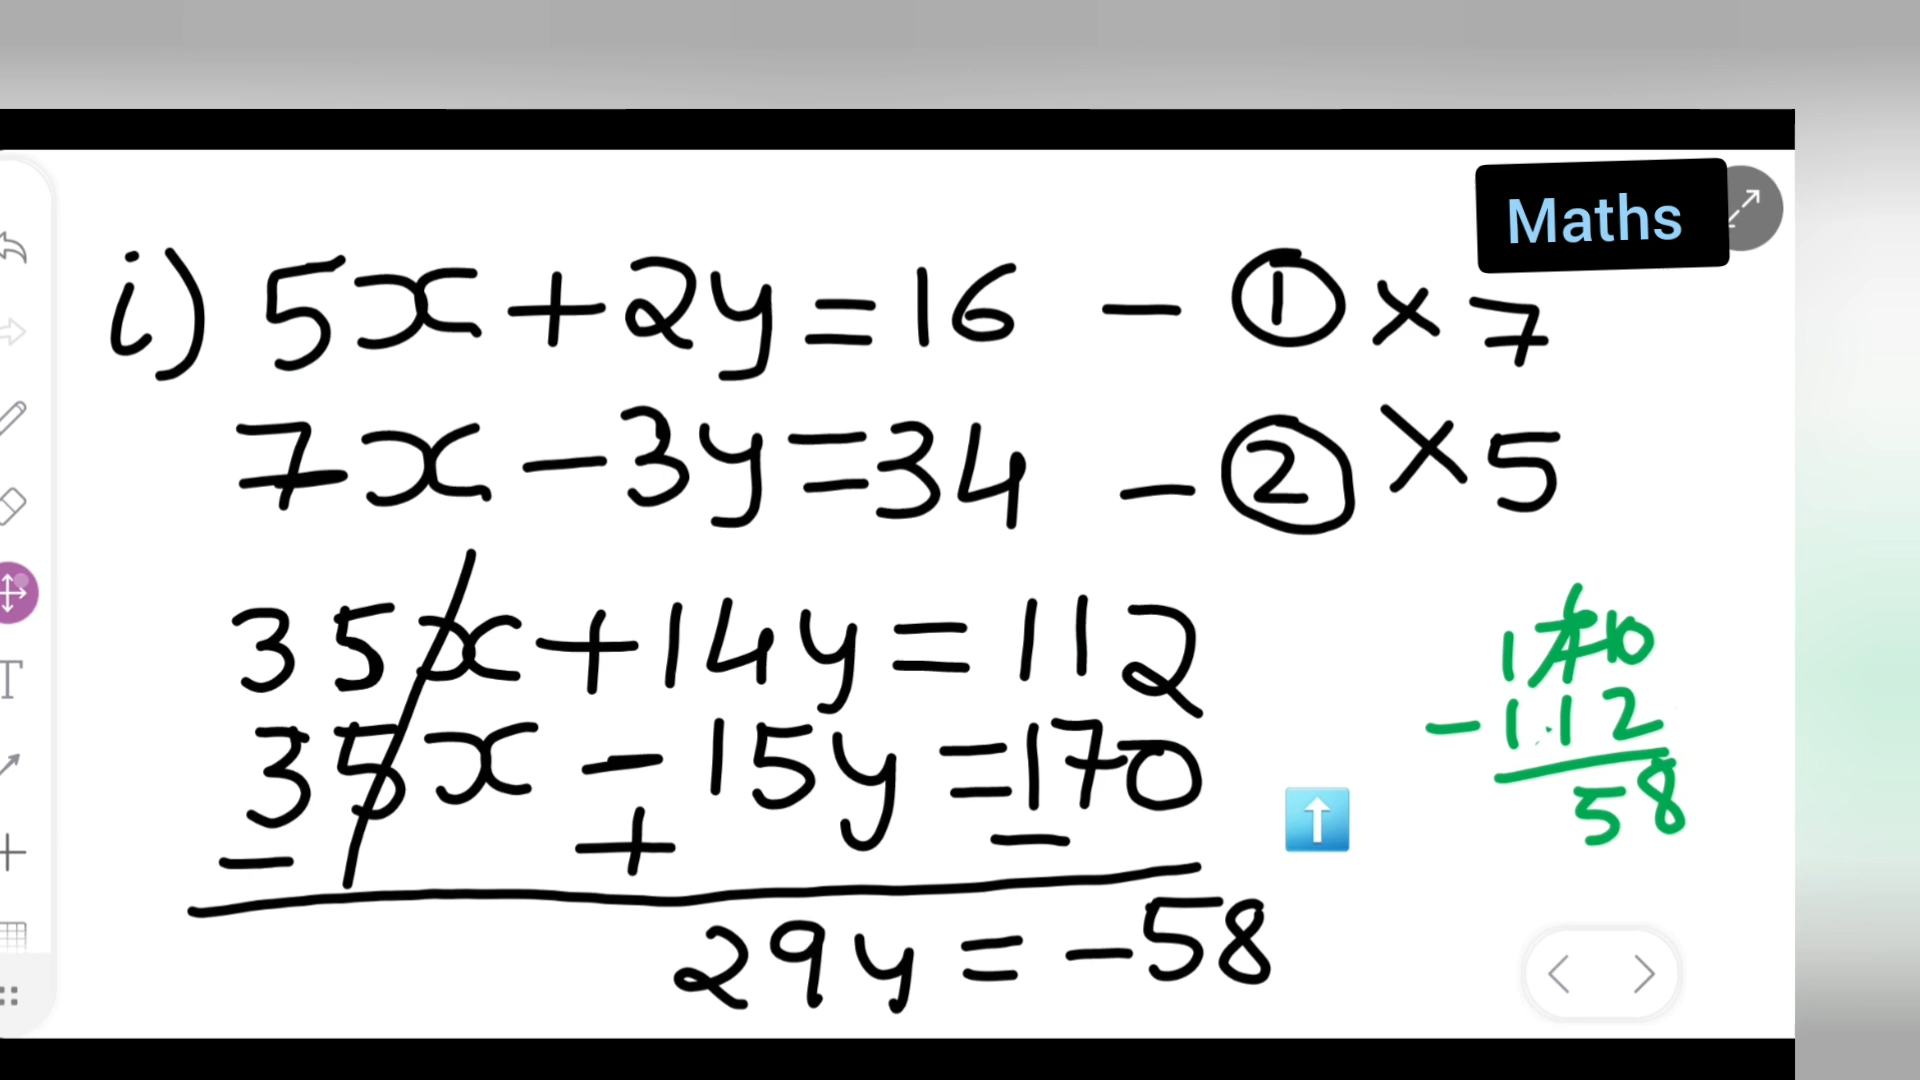 Maths
i) 5x + 2y = 16 - ① × 7
7x - 3y = 34 - ② × 5
35x + 14y = 112
35x - 15y = 170
- + -
29y = -58
170
- 112
58
T